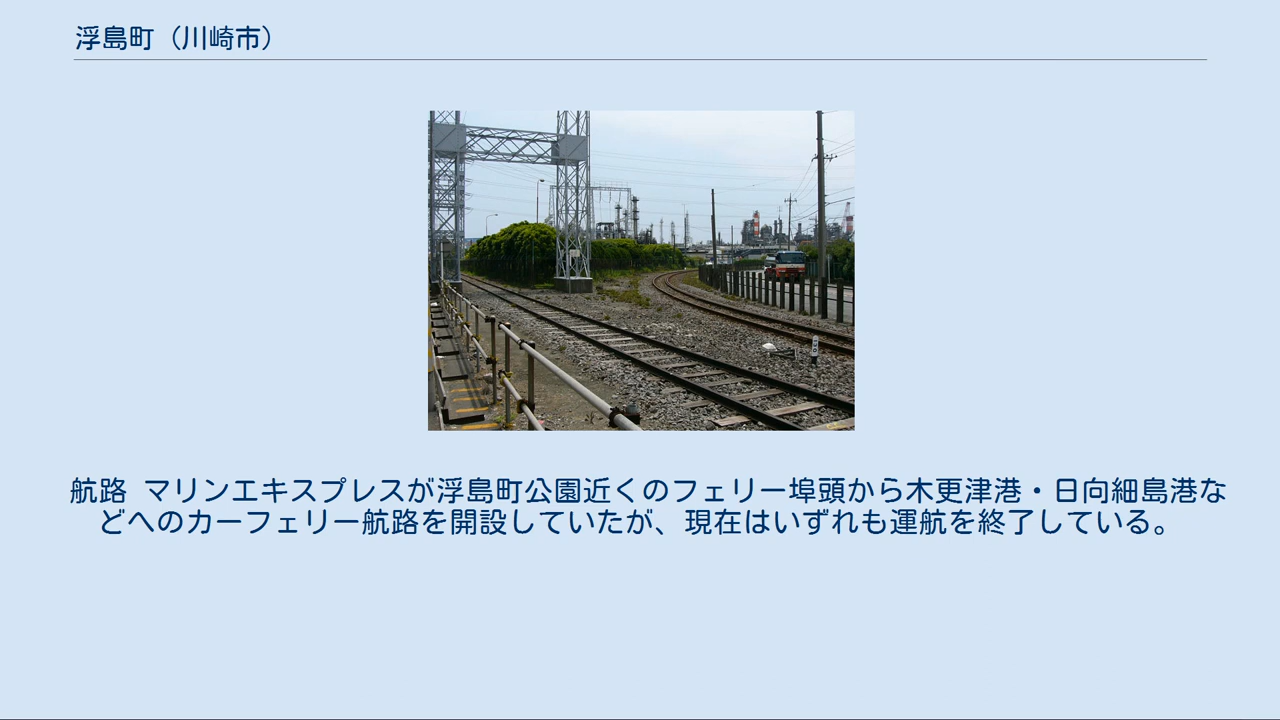 浮島町（川崎市）
航路 マリンエキスプレスが浮島町公園近くのフェリー埠頭から木更津港・日向細島港な
どへのカーフェリー航路を開設していたが、現在はいずれも運航を終了している。